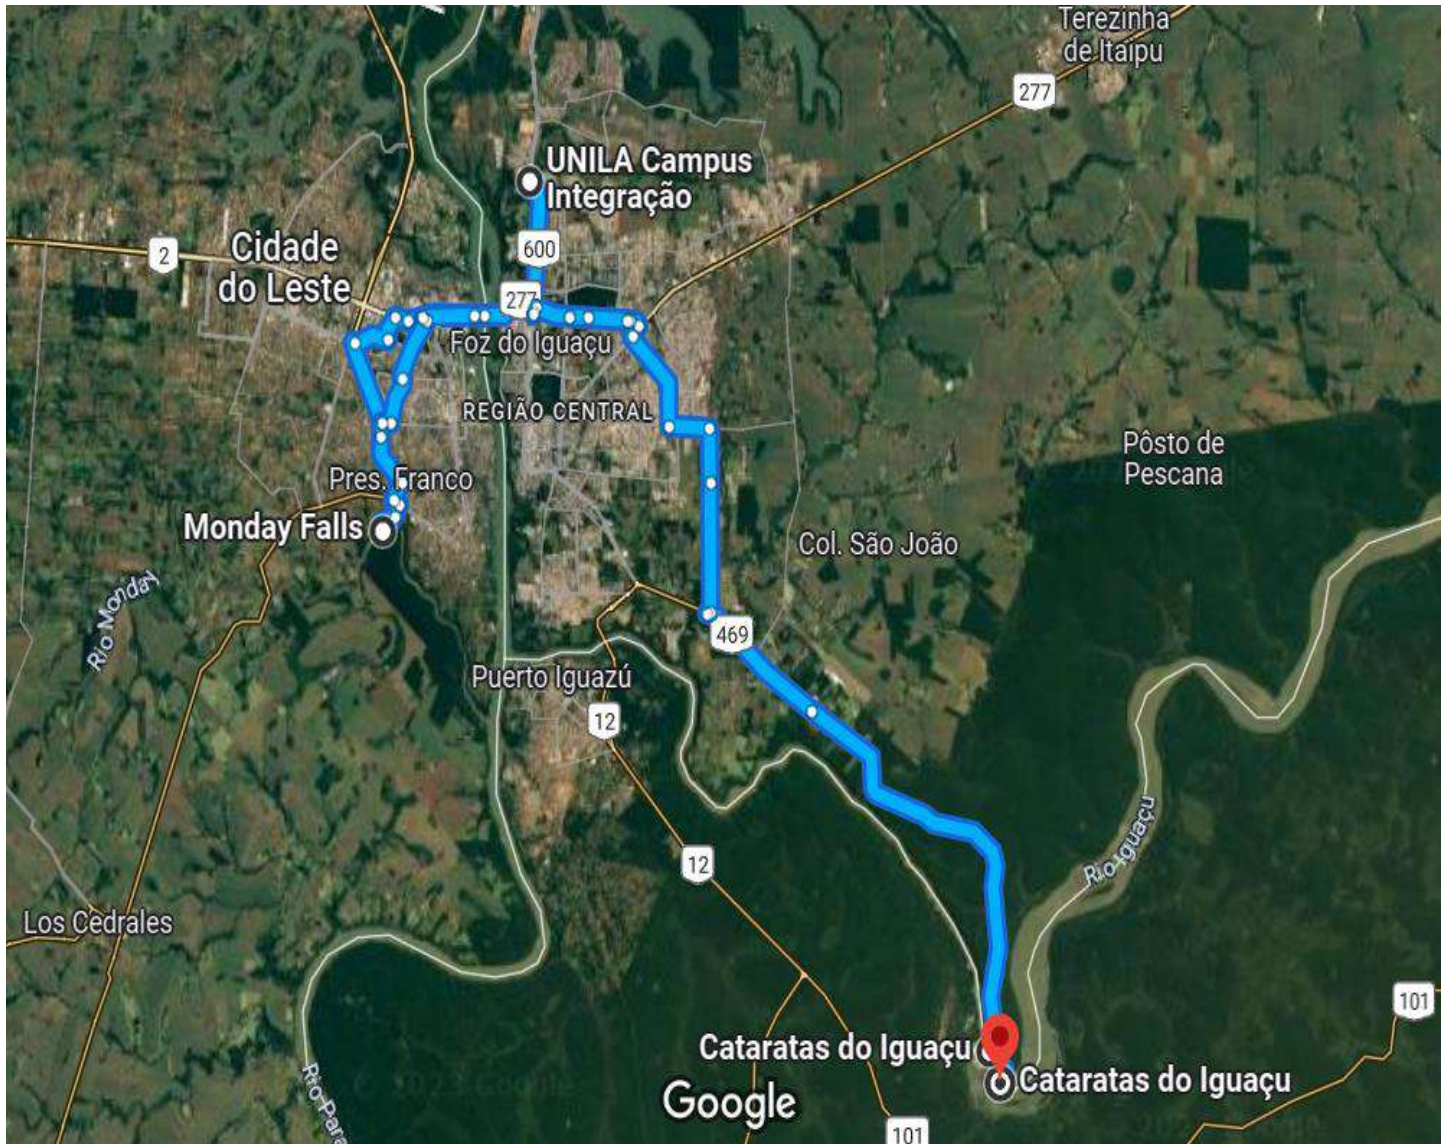 Terezinha
de Itaipu
277
UNILA Campus
Integração
600
2
Cidade
do Leste
277
Foz do Iguaçu
REGIÃO CENTRAL
Pôsto de
Pescana
Pres. Franco
Monday Falls
Col. São João
Rio Monday
469
Puerto Iguazú
12
Rio Iguaçu
12
Los Cedrales
101
Cataratas do Iguaçu
Cataratas do Iguaçu
Google
Rio Para
101